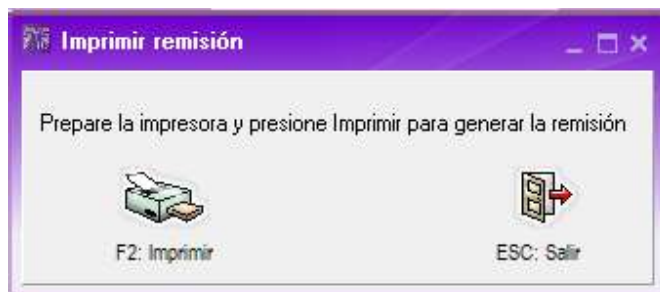 Imprimir remisión
Prepare la impresora y presione Imprimir para generar la remisión
F2: Imprimir
ESC: Salir